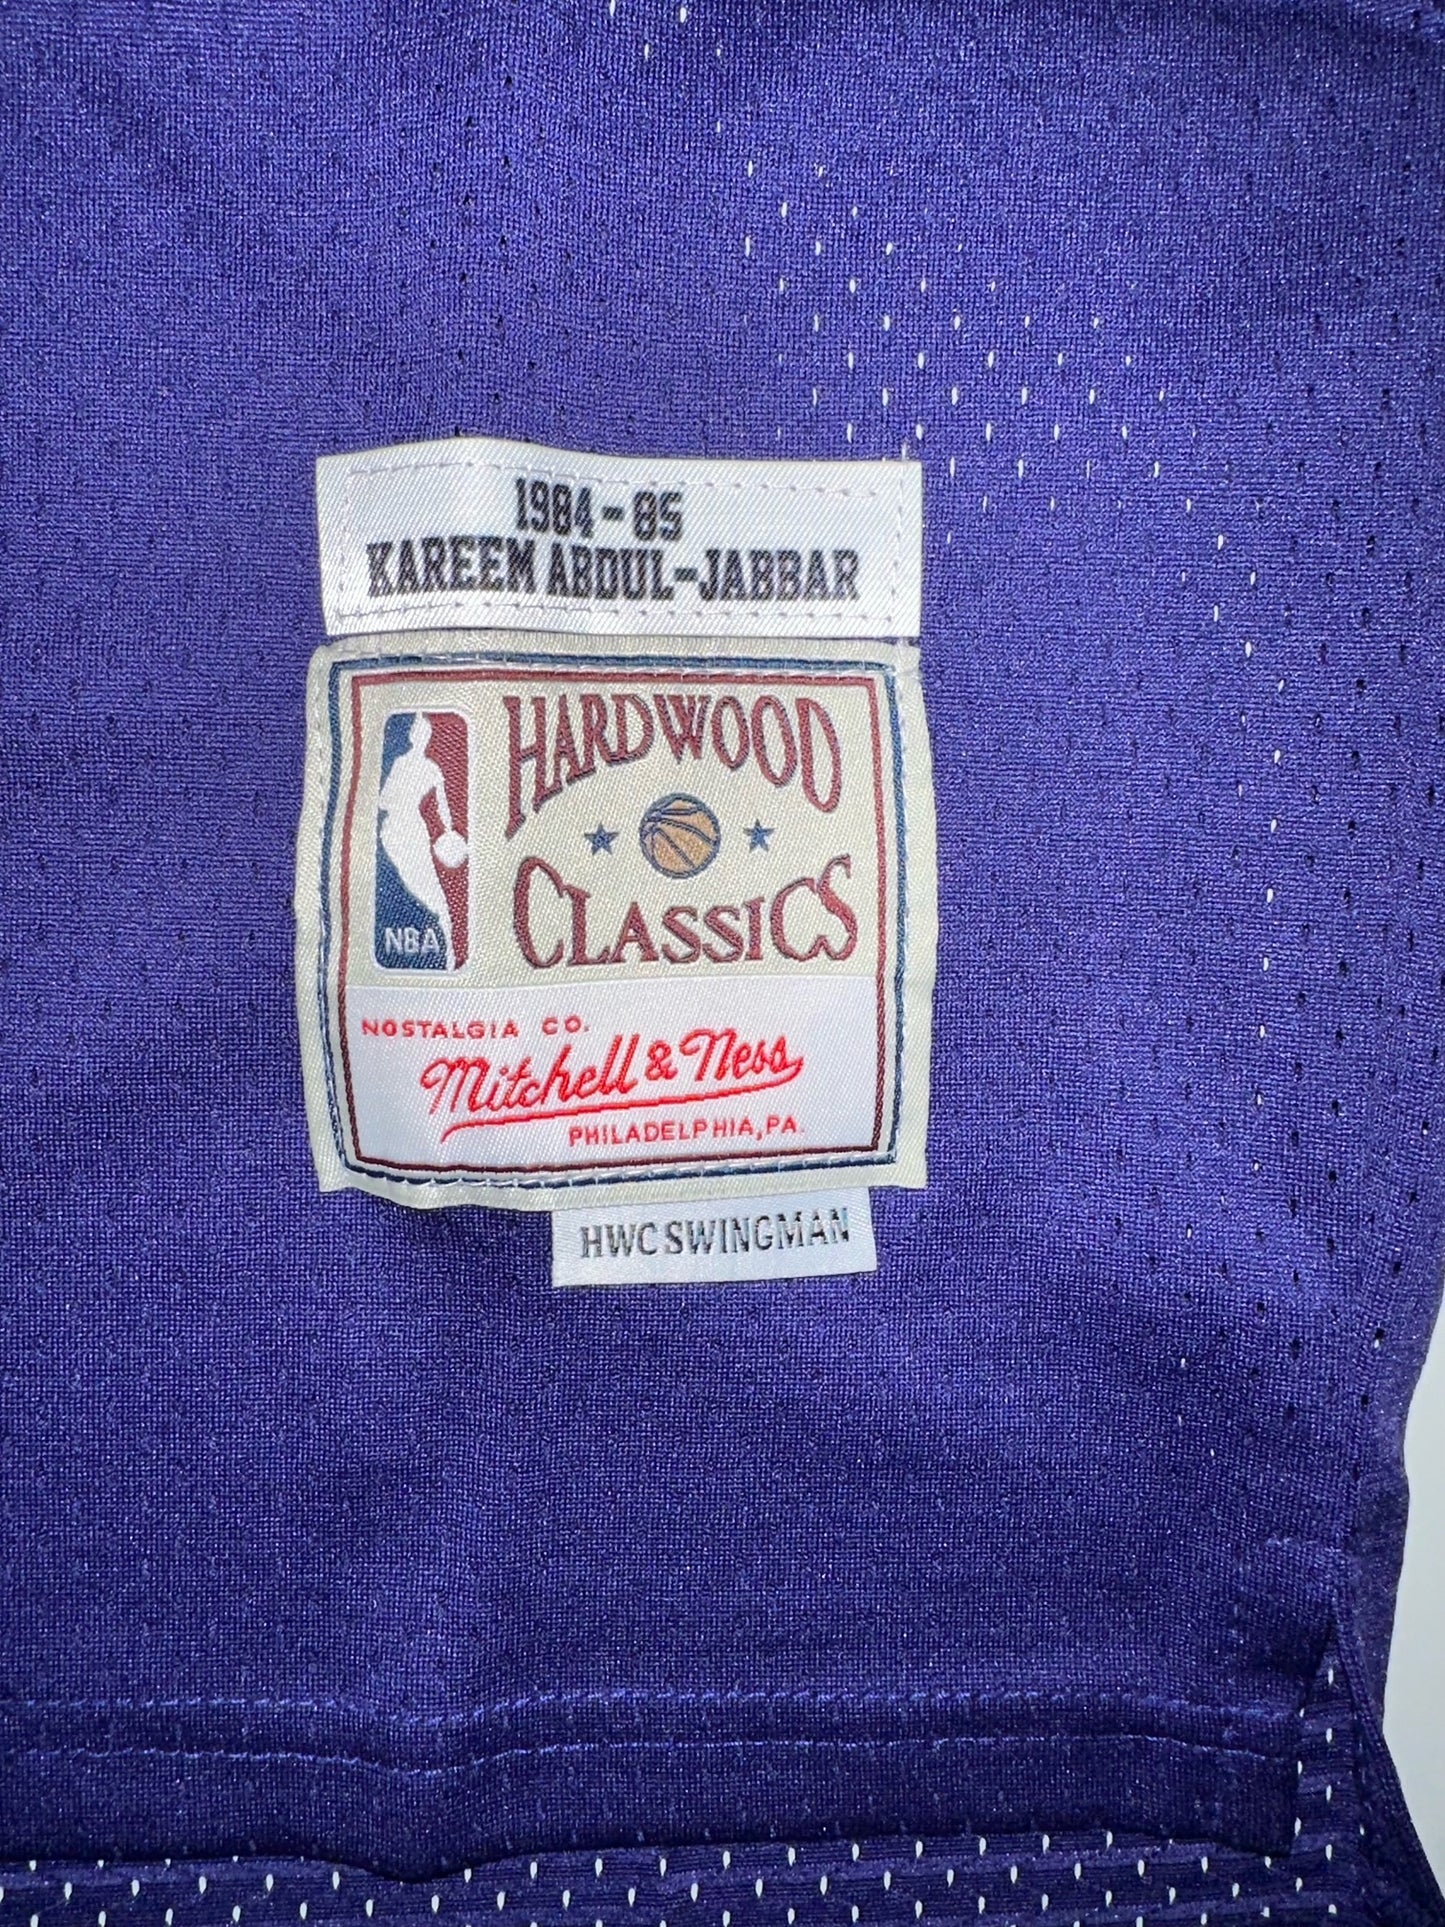 1984-85
KAREEM ABDUL-JABBAR
HARDWOOD
CLASSICS
NBA
NOSTALGIA CO.
Mitchell & Ness
PHILADELPHIA, PA.
HWC SWINGMAN